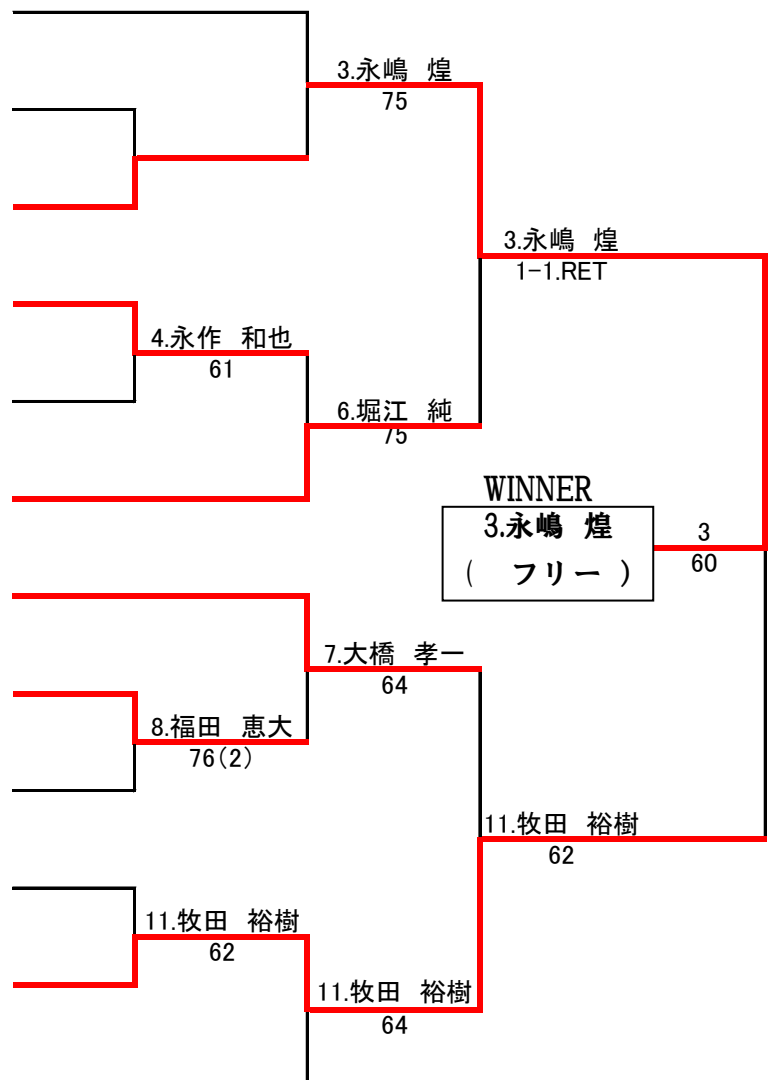 3.永嶋 煌
75
3.永嶋 煌
1-1.RET
4.永作 和也
61
6.堀江 純
75
WINNER
3.永嶋 煌
( フリー )
3
60
7.大橋 孝一
64
8.福田 恵大
76(2)
11.牧田 裕樹
62
11.牧田 裕樹
62
11.牧田 裕樹
64